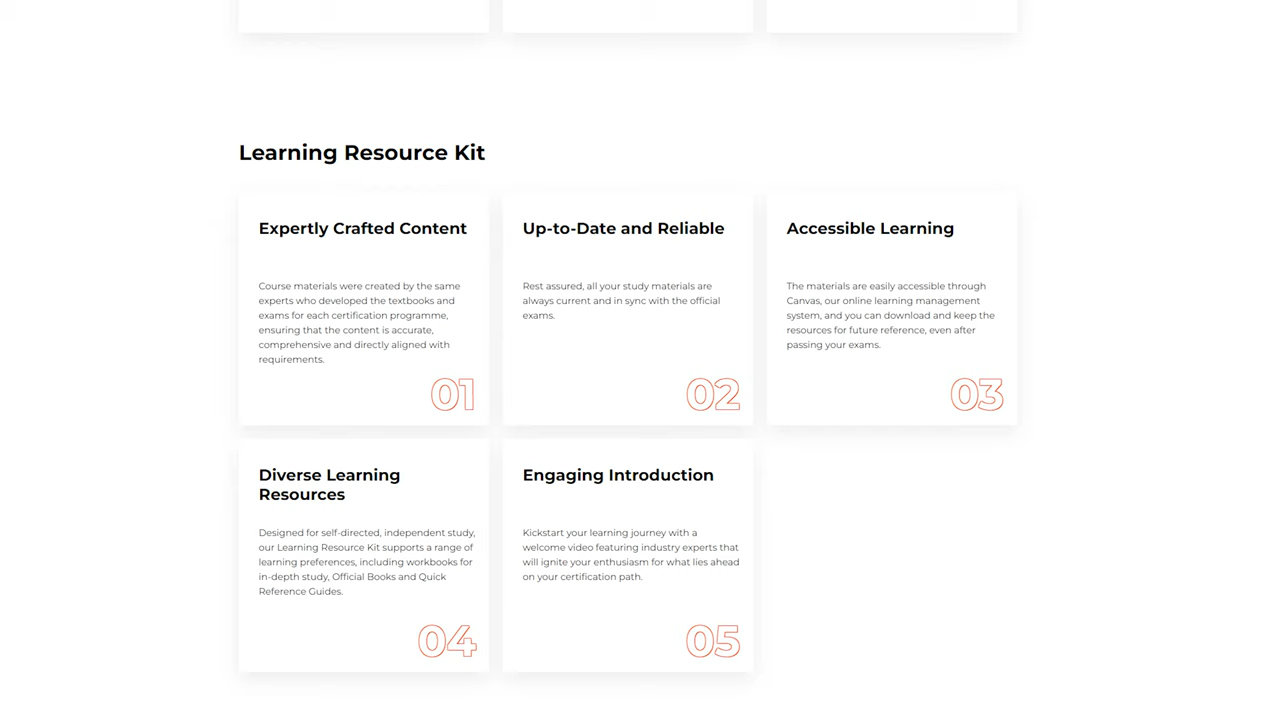 Learning Resource Kit
Expertly Crafted Content
Course materials were created by the same
experts who developed the textbooks and
exams for each certification programme,
ensuring that the content is accurate,
comprehensive and directly aligned with
requirements.
01
Up-to-Date and Reliable
Rest assured, all your study materials are
always current and in sync with the official
exams.
02
Accessible Learning
The materials are easily accessible through
Canvas, our online learning management
system, and you can download and keep the
resources for future reference, even after
passing your exams.
03
Diverse Learning
Resources
Designed for self-directed, independent study,
our Learning Resource Kit supports a range of
learning preferences, including workbooks for
in-depth study, Official Books and Quick
Reference Guides.
04
Engaging Introduction
Kickstart your learning journey with a
welcome video featuring industry experts that
will ignite your enthusiasm for what lies ahead
on your certification path.
05